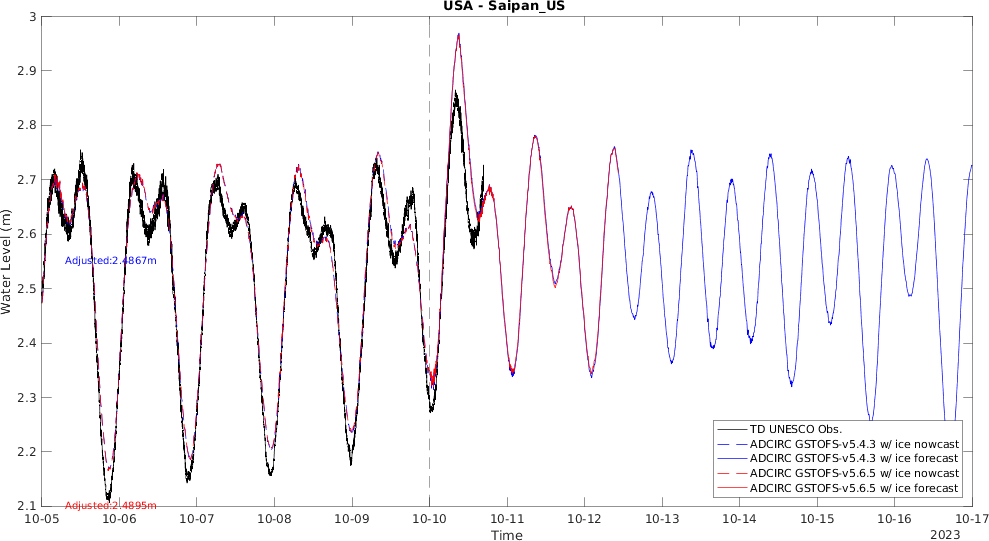 USA - Saipan_US
3
2.9
2.8
2.7
2.6
2.5
2.4
2.3
2.2
2.1
Water Level (m)
Adjusted:2.4867m
Adjusted:2.4895m
TD UNESCO Obs.
ADCIRC GSTOFS-v5.4.3 w/ ice nowcast
ADCIRC GSTOFS-v5.4.3 w/ ice forecast
ADCIRC GSTOFS-v5.6.5 w/ ice nowcast
ADCIRC GSTOFS-v5.6.5 w/ ice forecast
10-05 10-06 10-07 10-08 10-09 10-10 10-11 10-12 10-13 10-14 10-15 10-16 10-17
Time
2023